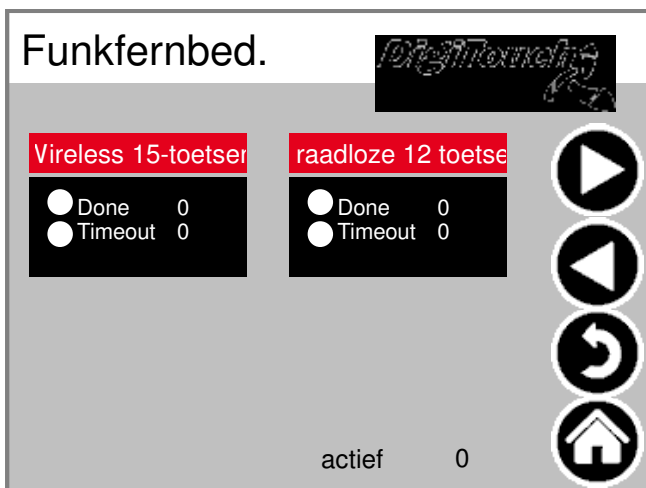 Funkfernbed.
DigiTouch
Vireless 15-toetser
raadloze 12 toetse
Done 0
Timeout 0
Done 0
Timeout 0
actief 0